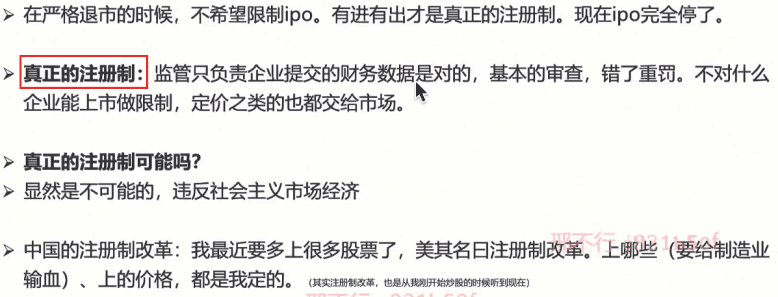 ➢ 在严格退市的时候，不希望限制ipo。有进有出才是真正的注册制。现在ipo完全停了。
➢ 真正的注册制：监管只负责企业提交的财务数据是对的，基本的审查，错了重罚。不对什么
企业能上市做限制，定价之类的也都交给市场。
➢ 真正的注册制可能吗？
➢ 显然是不可能的，违反社会主义市场经济
➢ 中国的注册制改革：我最近要多上很多股票了，美其名曰注册制改革。上哪些（要给制造业
输血）、上的价格，都是我定的。（其实注册制改革，也是从我刚开始炒股的时候听到现在）